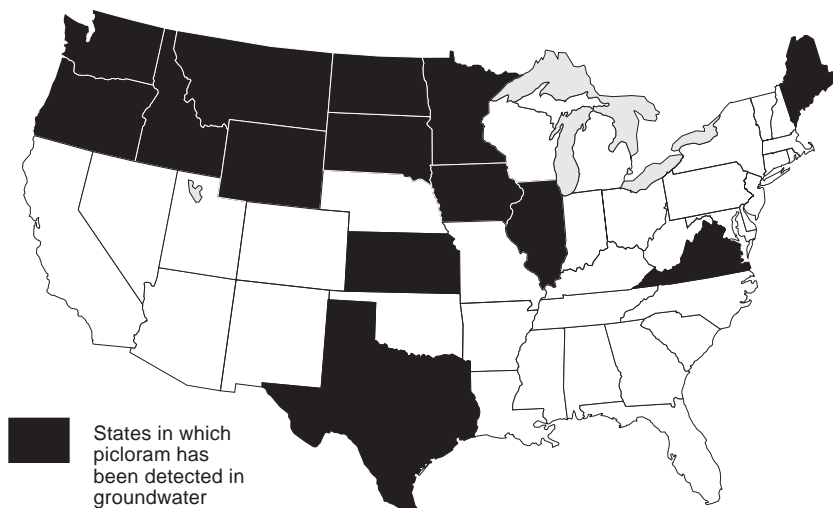 States in which
picloram has
been detected in
groundwater